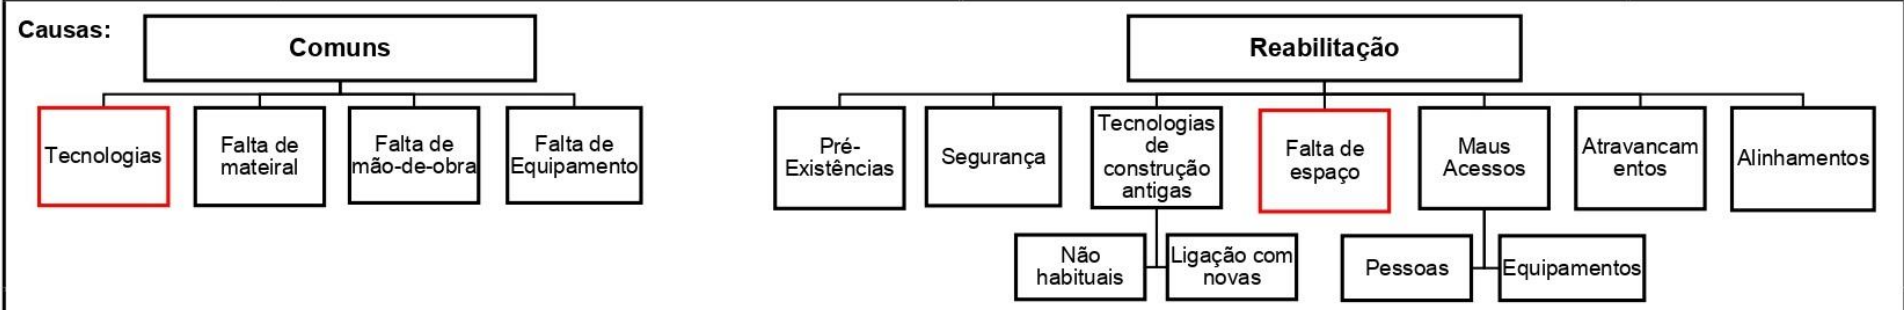 Causas:
Comuns
Tecnologias
Falta de
mateiral
Falta de
mão-de-obra
Falta de
Equipamento
Reabilitação
Pré-
Existências
Segurança
Tecnologias
de
construção
antigas
Não
habituais
Ligação com
novas
Falta de
espaço
Maus
Acessos
Pessoas
Equipamentos
Atravancam
entos
Alinhamentos